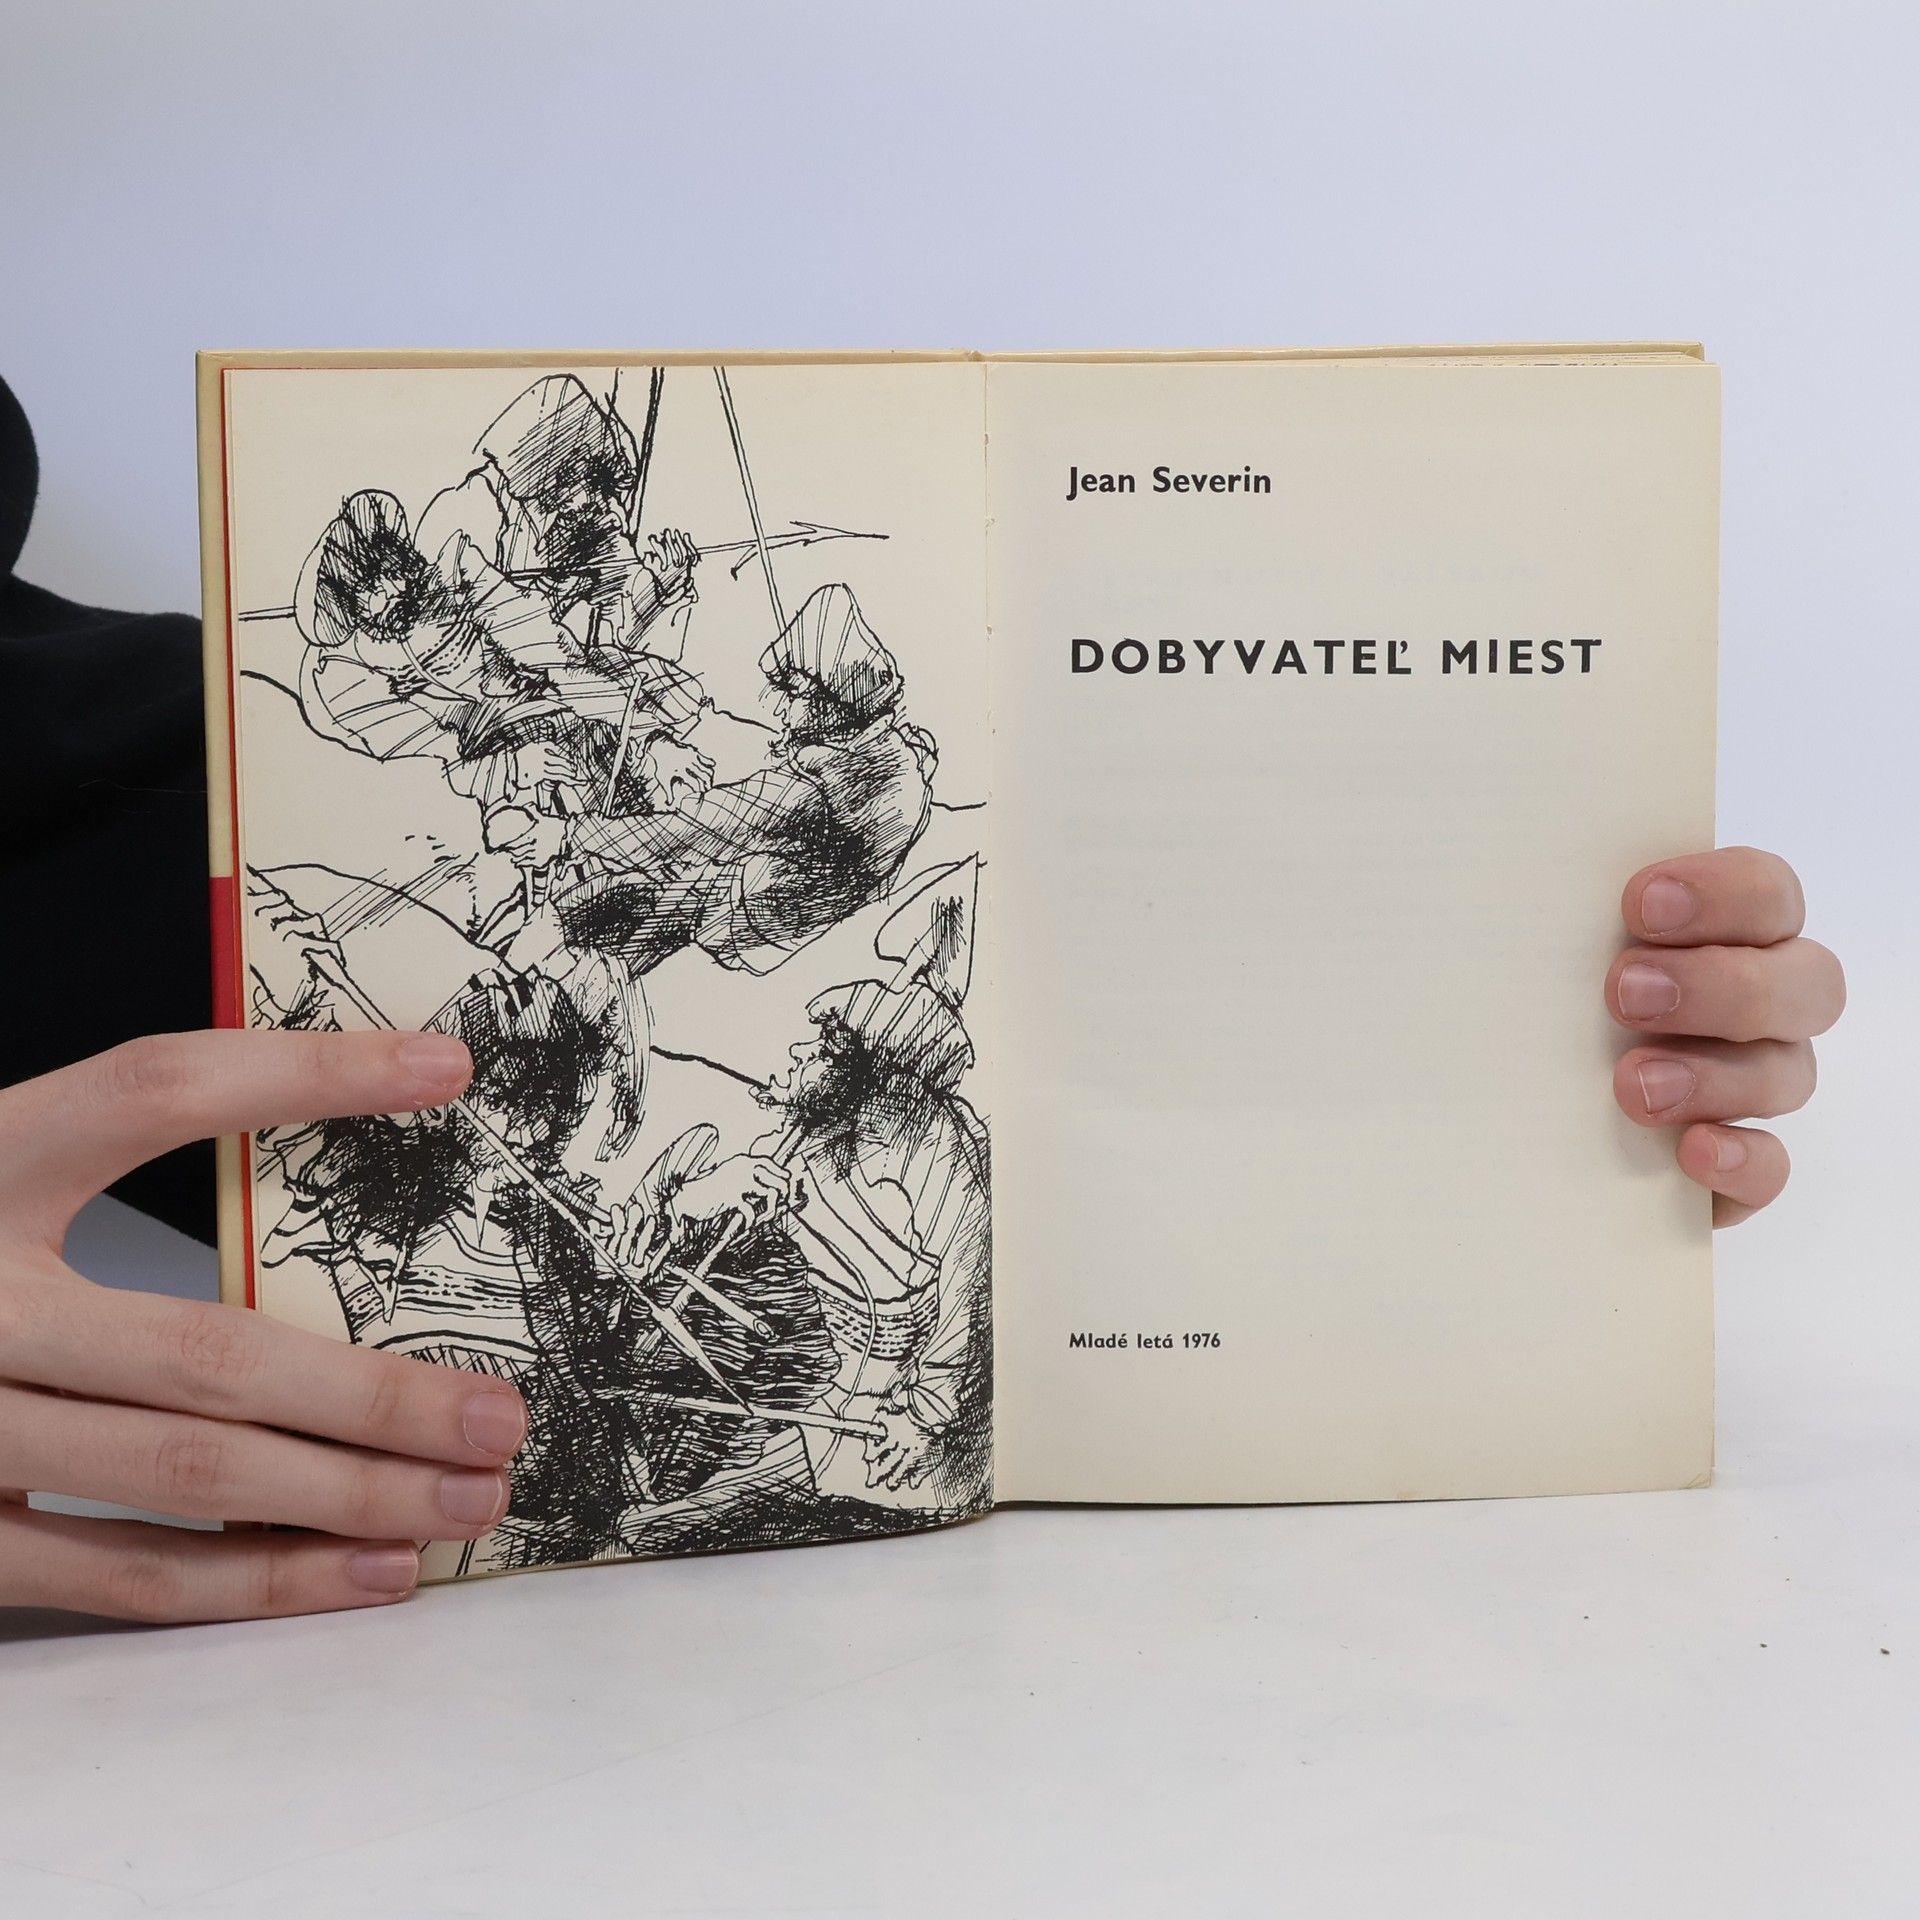 Jean Severin
DOBYVATEĽ MIEST
Mladé letá 1976